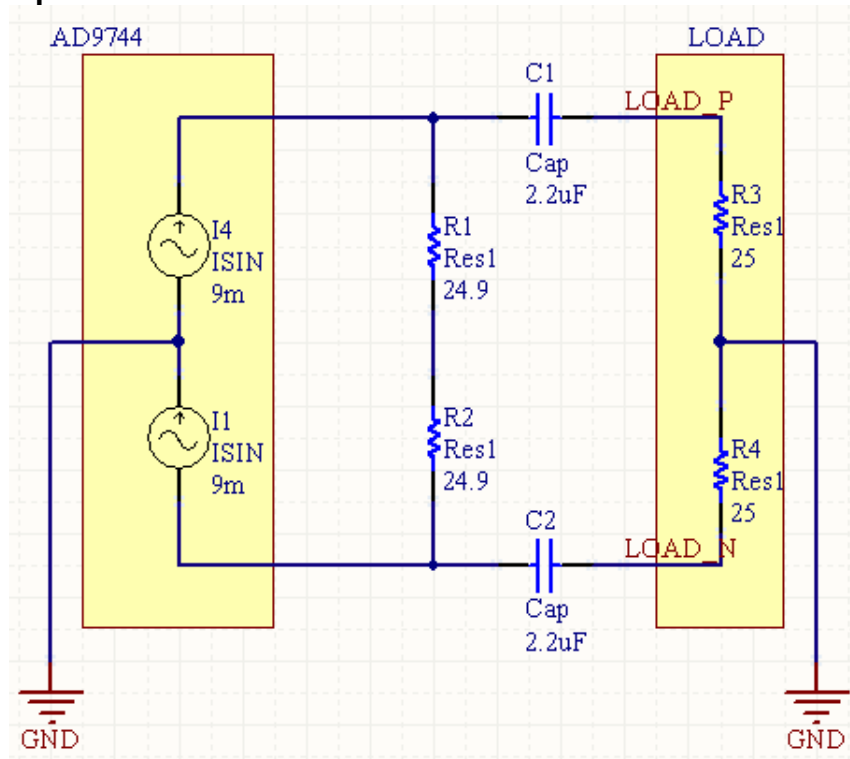 AD9744
LOAD
C1
LOAD_P
Cap
2.2uF
R3
Res1
25
R1
Res1
24.9
I4
ISIN
9m
I1
ISIN
9m
R2
Res1
24.9
R4
Res1
25
C2
LOAD_N
Cap
2.2uF
GND
GND